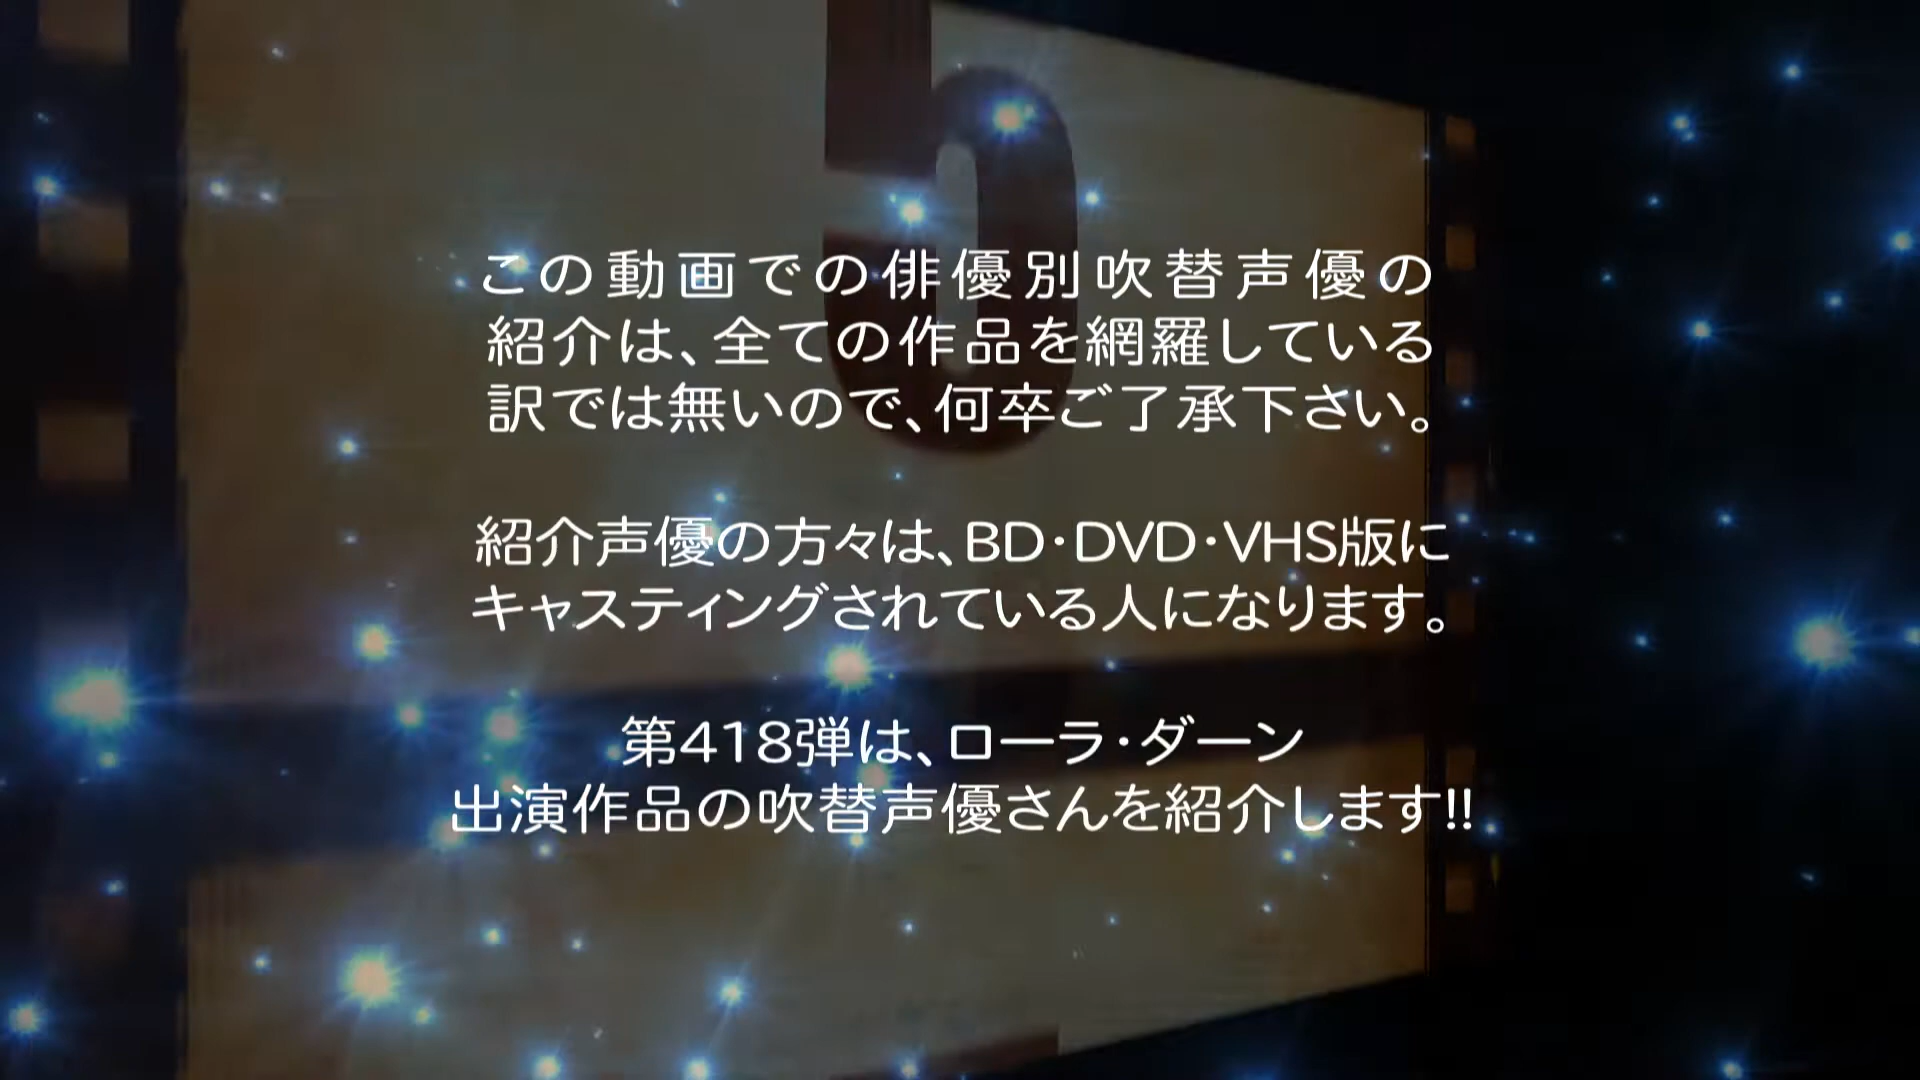 この動画での俳優別吹替声優の
紹介は、全ての作品を網羅している
訳では無いので、何卒ご了承下さい。
紹介声優の方々は、BD・DVD・VHS版に
キャスティングされている人になります。
第418弾は、ローラ・ダーン
出演作品の吹替声優さんを紹介します!!
5